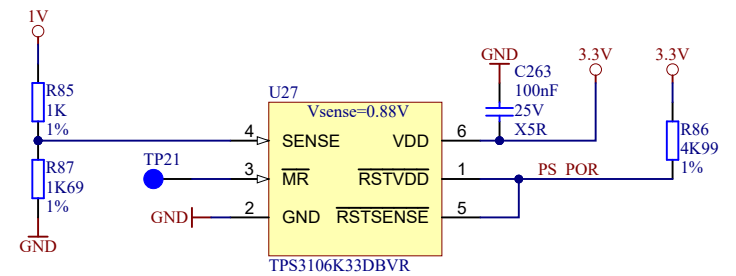 1V
R85
1K
1%
R87
1K69
1%
GND
TP21
GND
U27
Vsense=0.88V
4 SENSE
3 MR
2 GND
VDD 6
RSTVDD 1
RSTSENSE 5
TPS3106K33DBVR
GND
C263
100nF
25V
X5R
3.3V
3.3V
R86
4K99
1%
PS_POR